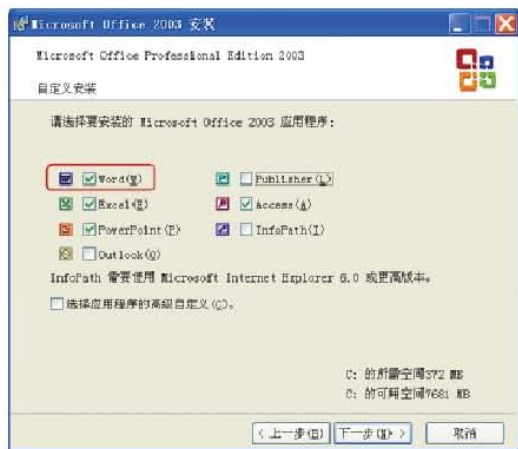 Microsoft Office 2003 安装
Microsoft Office Professional Edition 2003
自定义安装
请选择要安装的 Microsoft Office 2003 应用程序:
Word(W)
Publisher(L)
Excel(E)
Access(A)
PowerPoint(P)
InfoPath(I)
Outlook(O)
InfoPath 需要使用 Microsoft Internet Explorer 6.0 或更高版本。
选择应用程序的高级自定义(C)。
C: 的所需空间372 MB
C: 的可用空间7681 MB
< 上一步(B)
下一步(N) >
取消